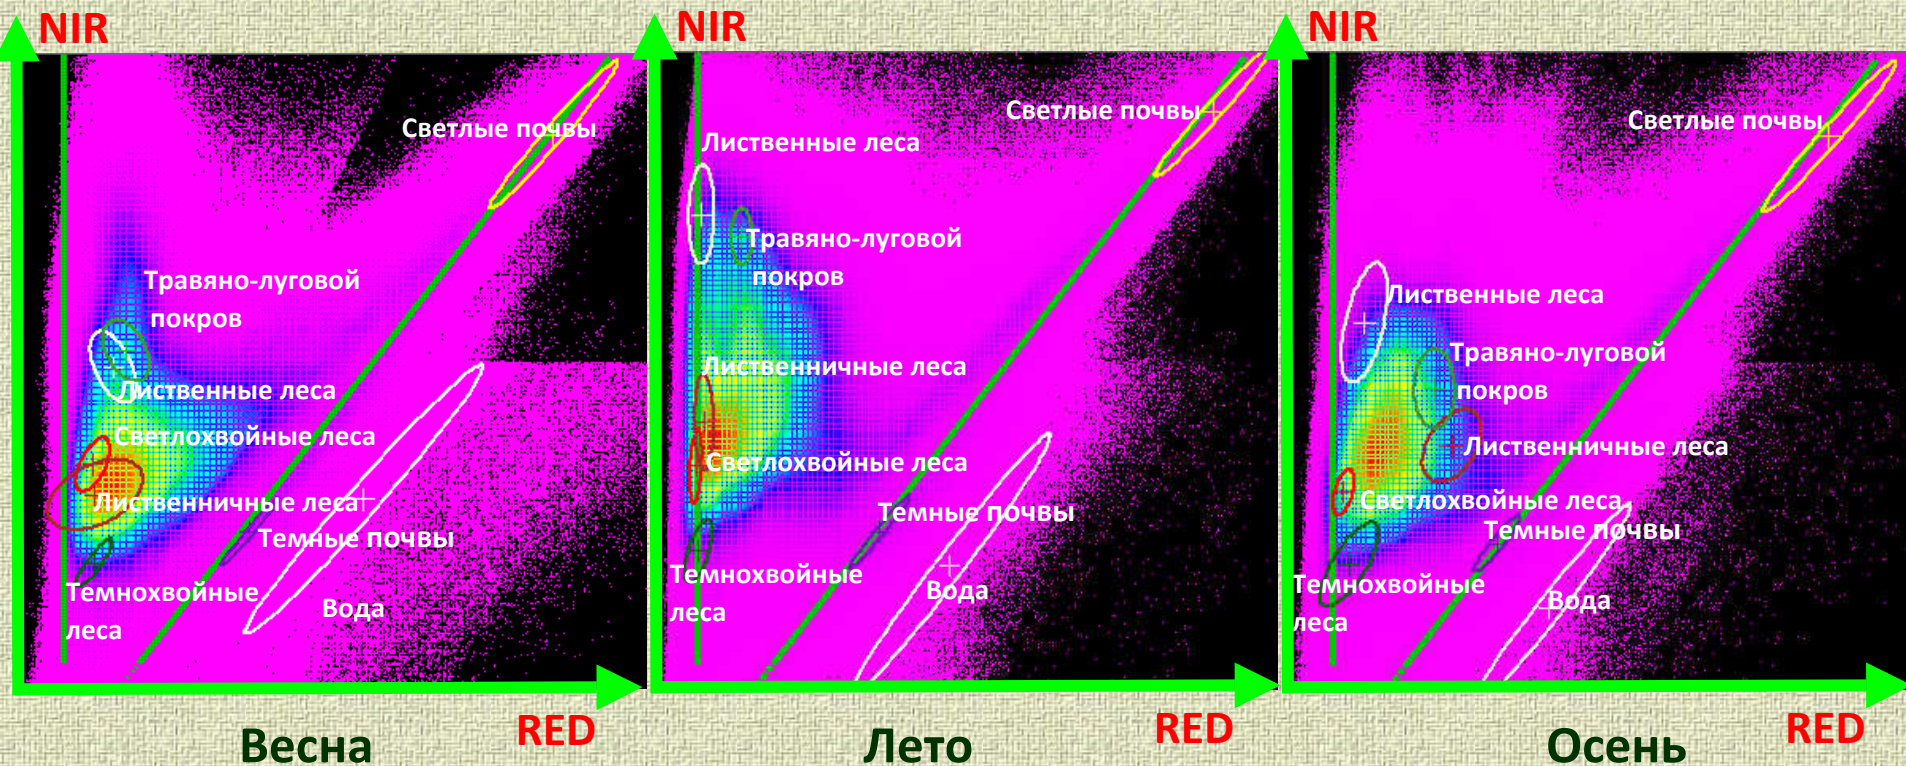 NIR
Светлые почвы
Травяно-луговой
покров
Лиственные леса
Светлохвойные леса
Лиственничные леса
Темные почвы
Темнохвойные
леса
Вода
RED
Весна
NIR
Светлые почвы
Лиственные леса
Травяно-луговой
покров
Лиственничные леса
Светлохвойные леса
Темные почвы
Темнохвойные
леса
Вода
RED
Лето
NIR
Светлые почвы
Лиственные леса
Травяно-луговой
покров
Лиственничные леса
Светлохвойные леса
Темные почвы
Темнохвойные
леса
Вода
RED
Осень